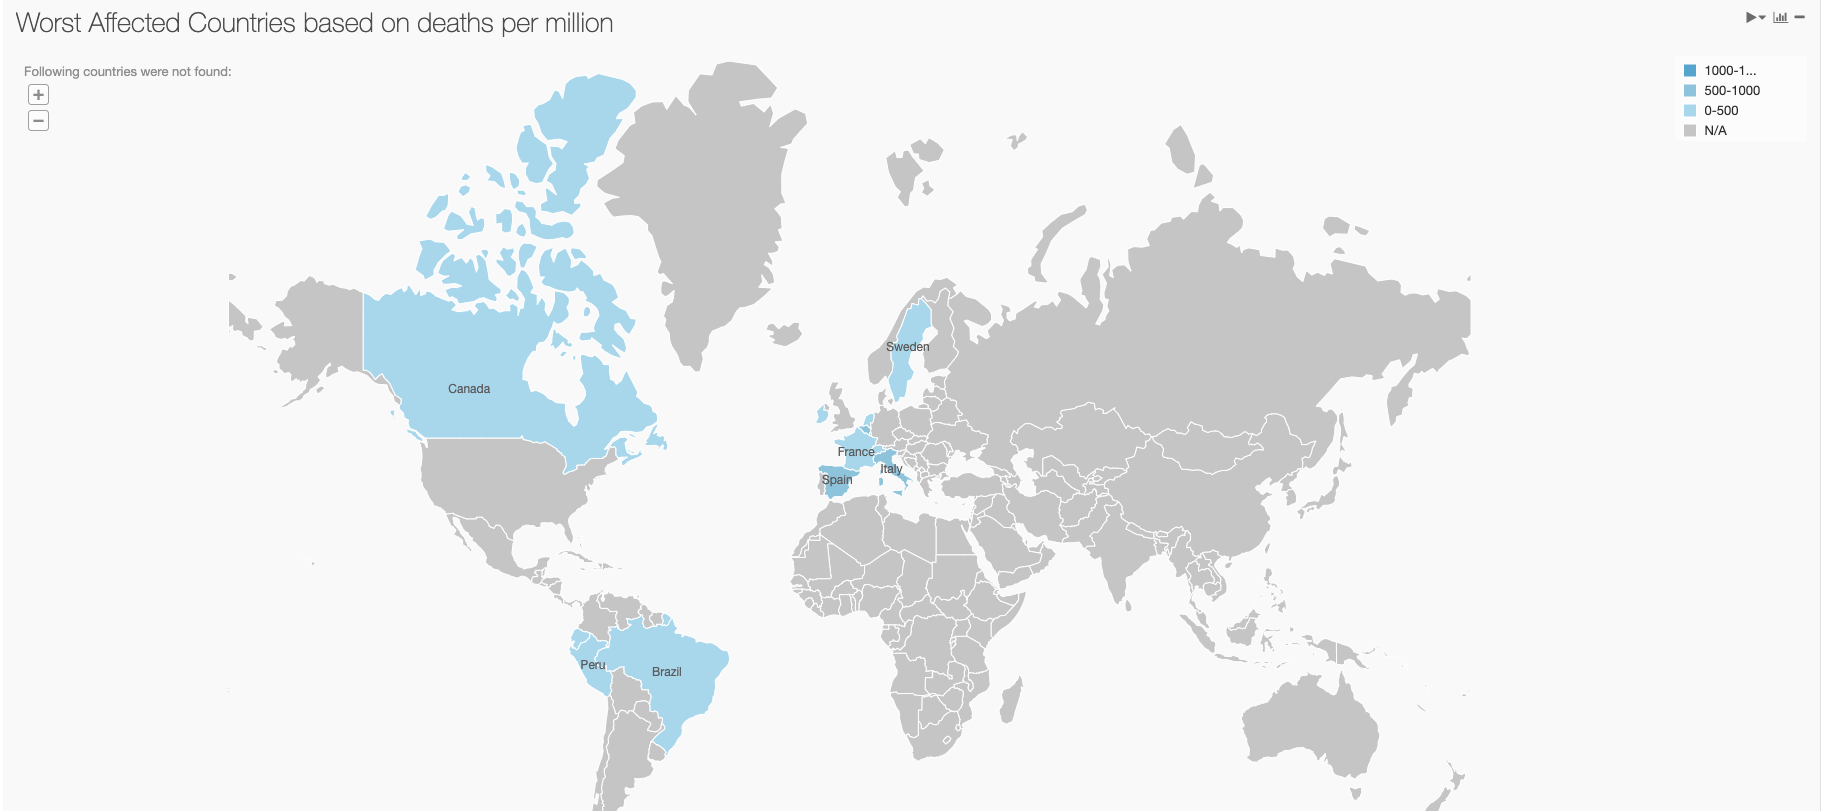 Worst Affected Countries based on deaths per million
Following countries were not found:
1000-1...
500-1000
0-500
N/A
Sweden
Canada
France
Italy
Spain
Peru
Brazil